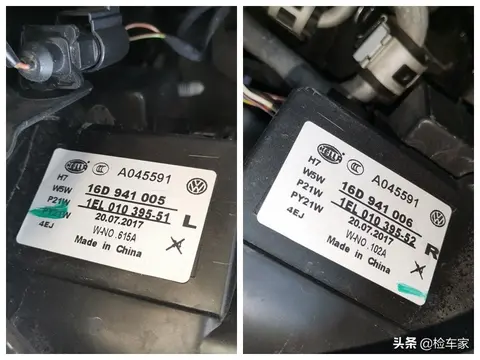 HELLA
A045591
H7
W5W
P21W
PY21W
4EJ
16D 941 005
1EL 010 395-51
L
20.07.2017
W-NO. 615A
Made in China
HELLA
A045591
H7
W5W
P21W
PY21W
4EJ
16D 941 006
1EL 010 395-52
R
20.07.2017
W-NO. 102A
Made in China
头条 @检车家